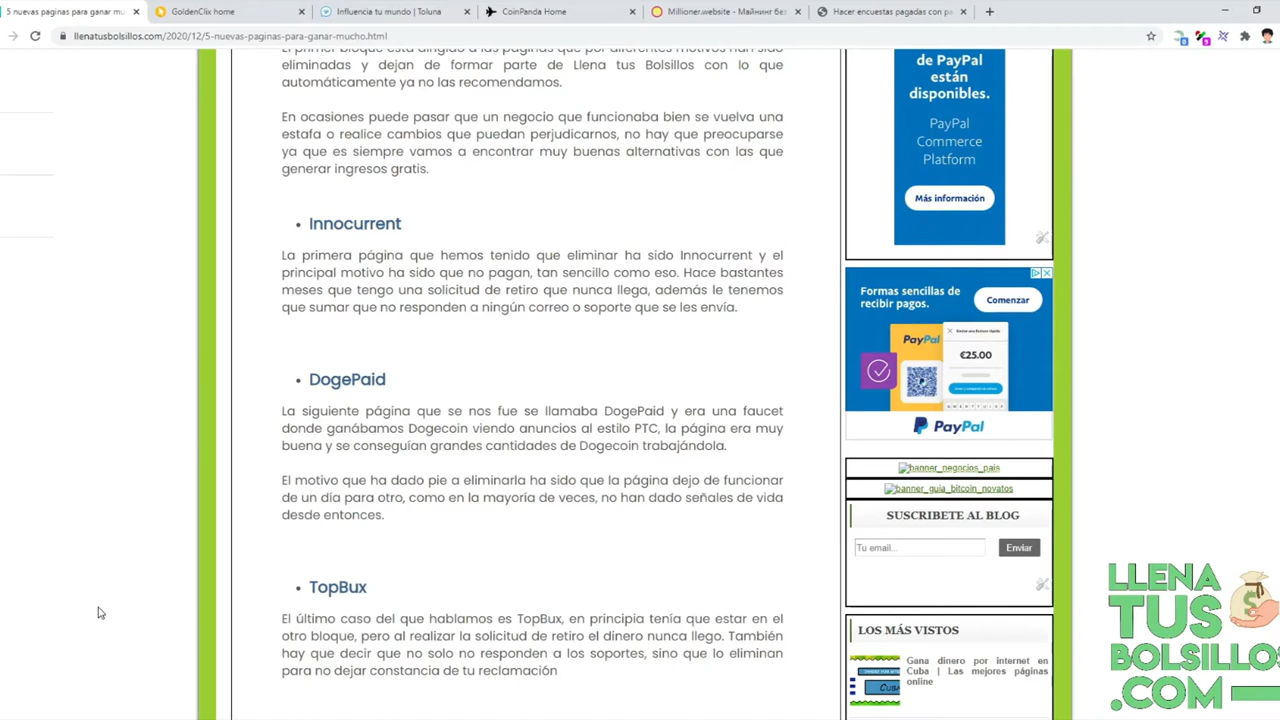 5 nuevas paginas para ganar mu
GoldenClix home
Influencia tu mundo | Toluna
CoinPanda Home
Millioner.website - Майнинг без
Hacer encuestas pagadas con pa
llenatusbolsillos.com/2020/12/5-nuevas-paginas-para-ganar-mucho.html
El primer bloque está dirigido a las páginas que por diferentes motivos han sido
eliminadas y dejan de formar parte de Llena tus Bolsillos con lo que
automáticamente ya no las recomendamos.
En ocasiones puede pasar que un negocio que funcionaba bien se vuelva una
estafa o realice cambios que puedan perjudicarnos, no hay que preocuparse
ya que es siempre vamos a encontrar muy buenas alternativas con las que
generar ingresos gratis.
• Innocurrent
La primera página que hemos tenido que eliminar ha sido Innocurrent y el
principal motivo ha sido que no pagan, tan sencillo como eso. Hace bastantes
meses que tengo una solicitud de retiro que nunca llega, además le tenemos
que sumar que no responden a ningún correo o soporte que se les envía.
• DogePaid
La siguiente página que se nos fue se llamaba DogePaid y era una faucet
donde ganábamos Dogecoin viendo anuncios al estilo PTC, la página era muy
buena y se conseguían grandes cantidades de Dogecoin trabajándola.
El motivo que ha dado pie a eliminarla ha sido que la página dejo de funcionar
de un día para otro, como en la mayoría de veces, no han dado señales de vida
desde entonces.
• TopBux
El último caso del que hablamos es TopBux, en principia tenía que estar en el
otro bloque, pero al realizar la solicitud de retiro el dinero nunca llego. También
hay que decir que no solo no responden a los soportes, sino que lo eliminan
para no dejar constancia de tu reclamación
de PayPal
están
disponibles.
PayPal
Commerce
Platform
Más información
Formas sencillas de
recibir pagos.
Comenzar
PayPal
€25.00
PayPal
banner_negocios_pais
banner_guia_bitcoin_novatos
SUSCRIBETE AL BLOG
Tu email...
Enviar
LOS MÁS VISTOS
Gana dinero por internet en
Cuba | Las mejores páginas
online
LLENA
TUS
BOLSILLOS
.COM